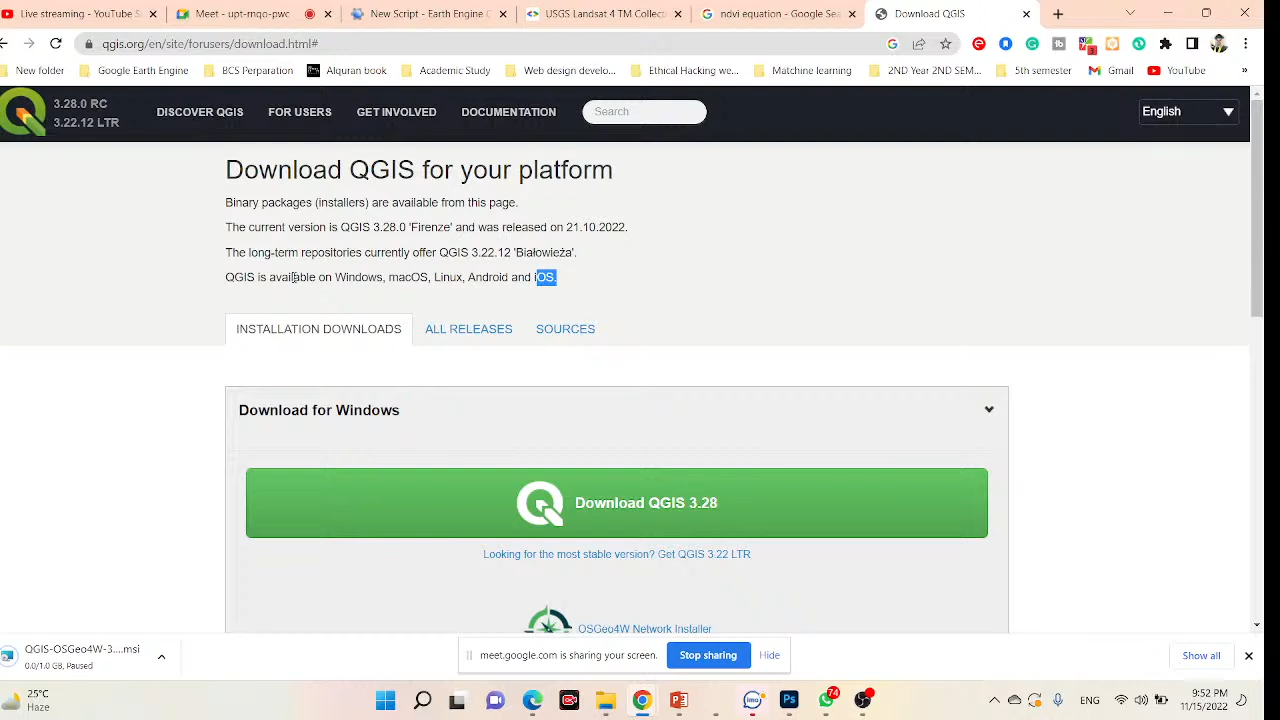 Live streaming - YouTube S
Meet - upt-rnqo-pwc
New Script - Earth Engine C
USGS Landsat 4 TM Collect
ndvi equation - Google Sea
Download QGIS
qgis.org/en/site/forusers/download.html#
New folder
Google Earth Engine
BCS Perparation
Alquran book
Academy Study
Web design develo...
Ethical Hacking we...
Matchine learning
2ND Year 2ND SEM...
5th semester
Gmail
YouTube
»
3.28.0 RC
3.22.12 LTR
DISCOVER QGIS
FOR USERS
GET INVOLVED
DOCUMENTATION
Search
English
Download QGIS for your platform
Binary packages (installers) are available from this page.
The current version is QGIS 3.28.0 'Firenze' and was released on 21.10.2022.
The long-term repositories currently offer QGIS 3.22.12 'Białowieża'.
QGIS is available on Windows, macOS, Linux, Android and iOS.
INSTALLATION DOWNLOADS
ALL RELEASES
SOURCES
Download for Windows
Download QGIS 3.28
Looking for the most stable version? Get QGIS 3.22 LTR
OSGeo4W Network Installer
QGIS-OSGeo4W-3....msi
0.0/1.0 GB, Paused
meet.google.com is sharing your screen.
Stop sharing
Hide
Show all
25°C
Haze
74
ENG
9:52 PM
11/15/2022